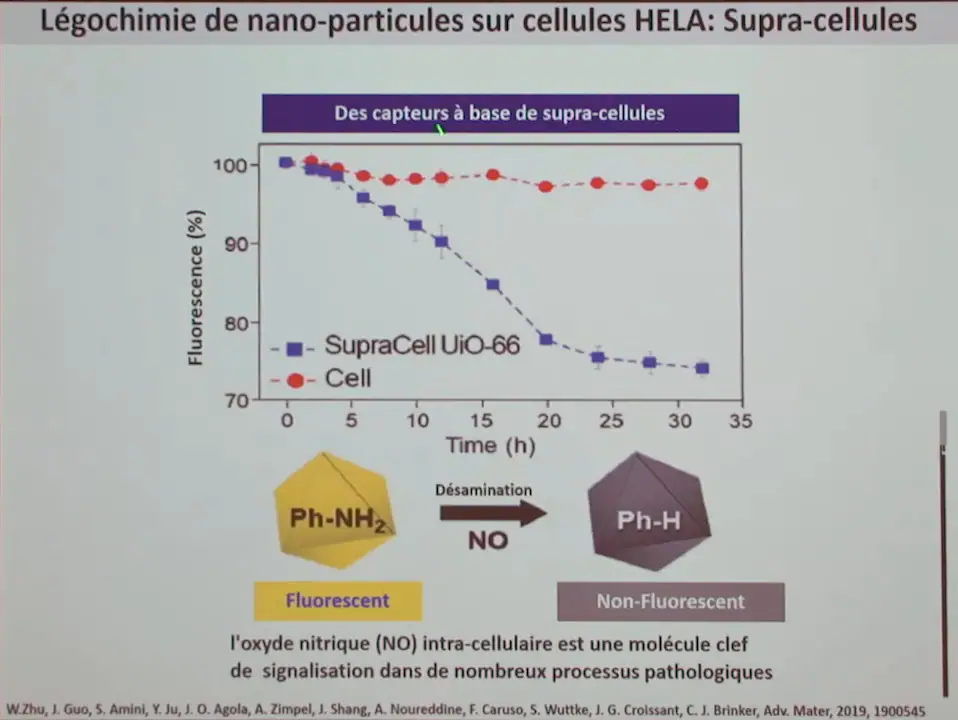 Légochimie de nano-particules sur cellules HELA: Supra-cellules
Des capteurs à base de supra-cellules
Fluorescence (%)
100
90
80
70
SupraCell UiO-66
Cell
0 5 10 15 20 25 30 35
Time (h)
Ph-NH2
Désamination
NO
Ph-H
Fluorescent
Non-Fluorescent
l'oxyde nitrique (NO) intra-cellulaire est une molécule clef
de signalisation dans de nombreux processus pathologiques
W.Zhu, J. Guo, S. Amini, Y. Ju, J. O. Agola, A. Zimpel, J. Shang, A. Noureddine, F. Caruso, S. Wuttke, J. G. Croissant, C. J. Brinker, Adv. Mater, 2019, 1900545